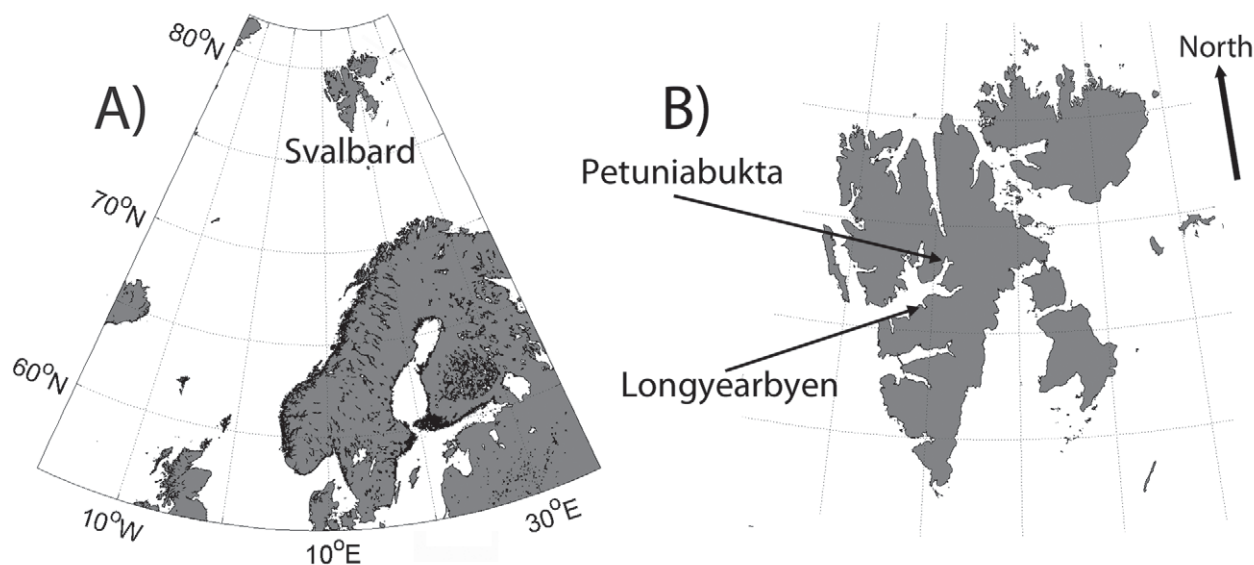 80°N
A)
Svalbard
70°N
60°N
10°W
10°E
30°E
B)
North
Petuniabukta
Longyearbyen